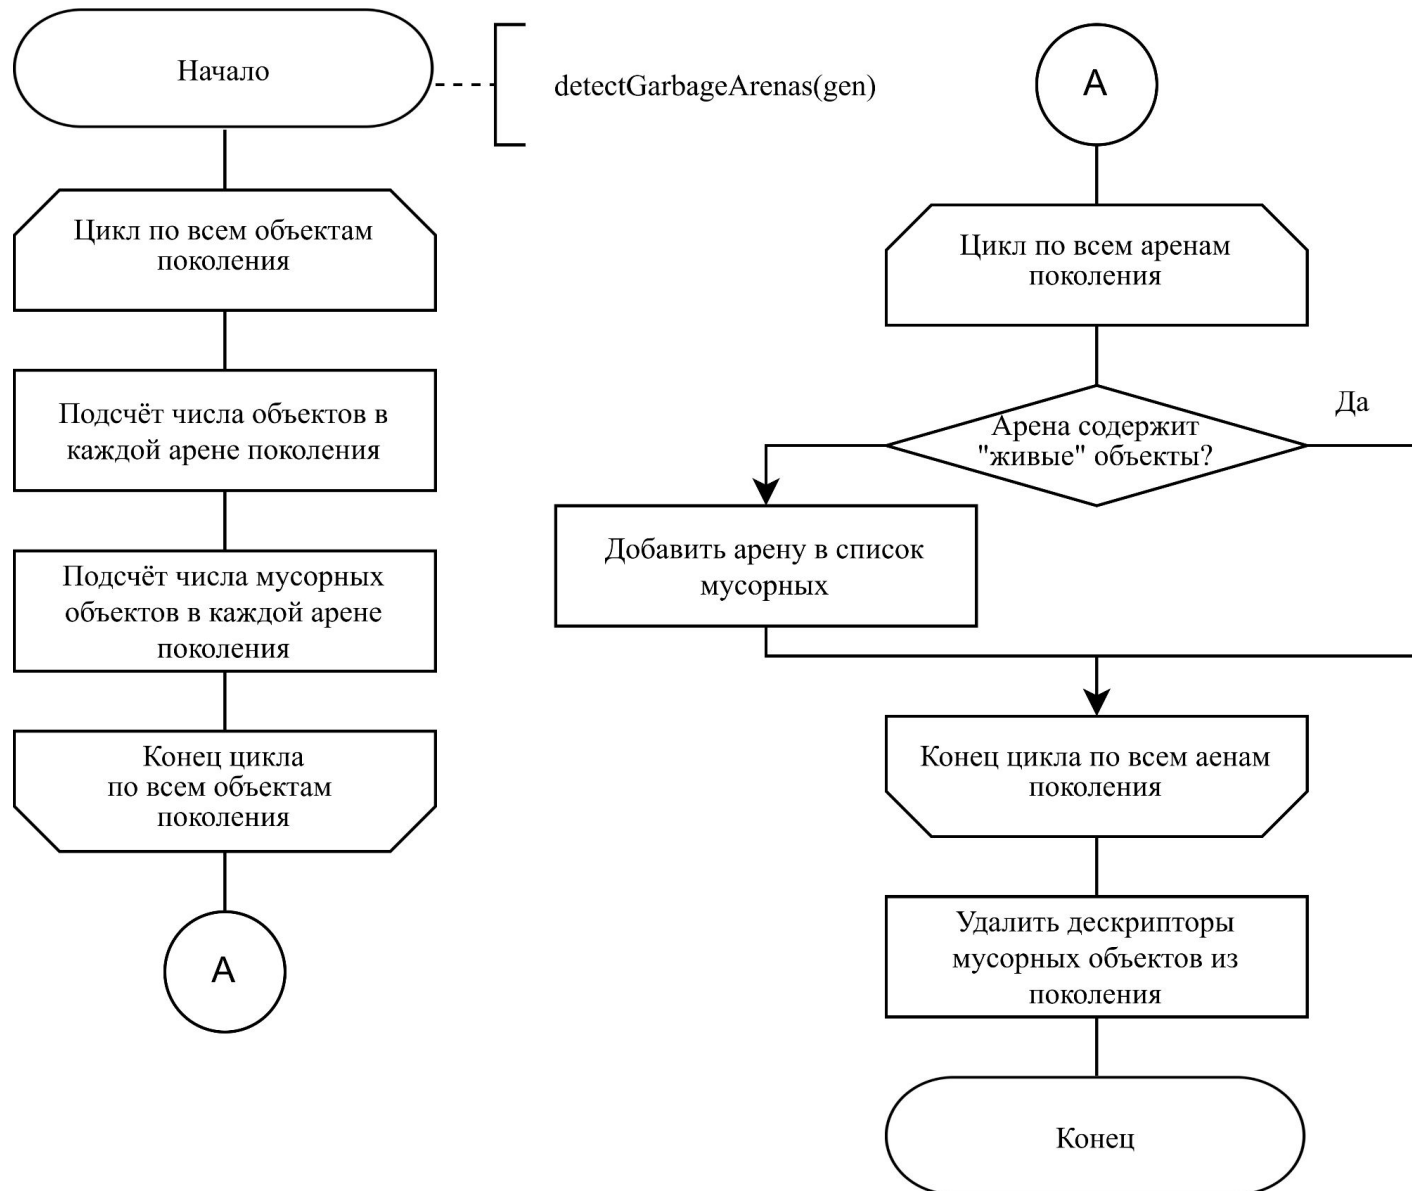 Начало
detectGarbageArenas(gen)
Цикл по всем объектам
поколения
Подсчёт числа объектов в
каждой арене поколения
Подсчёт числа мусорных
объектов в каждой арене
поколения
Конец цикла
по всем объектам
поколения
А
А
Цикл по всем аренам
поколения
Арена содержит
"живые" объекты?
Да
Добавить арену в список
мусорных
Конец цикла по всем аенам
поколения
Удалить дескрипторы
мусорных объектов из
поколения
Конец